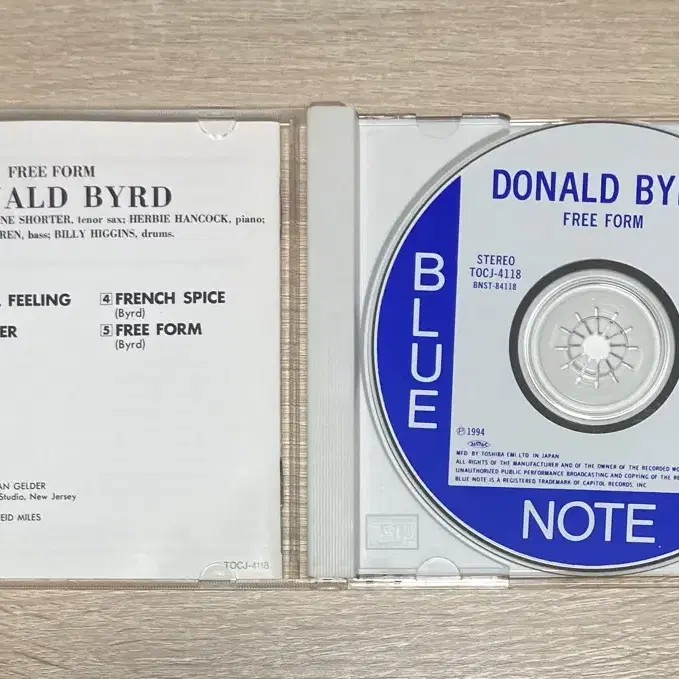 FREE FORM
NALD BYRD
NE SHORTER, tenor sax; HERBIE HANCOCK, piano;
REN, bass; BILLY HIGGINS, drums.
FEELING
ER
4 FRENCH SPICE
(Byrd)
5 FREE FORM
(Byrd)
AN GELDER
Studio, New Jersey
EID MILES
TOCJ-4118
DONALD BY
FREE FORM
STEREO
TOCJ-4118
BNST-84118
BLUE
℗ 1994
MFD. BY TOSHIBA EMI LTD. IN JAPAN
ALL RIGHTS OF THE MANUFACTURER AND OF THE OWNER OF THE RECORDED WO
UNAUTHORIZED PUBLIC PERFORMANCE BROADCASTING AND COPYING OF THE RE
BLUE NOTE IS A REGISTERED TRADEMARK OF CAPITOL RECORDS, INC
NOTE